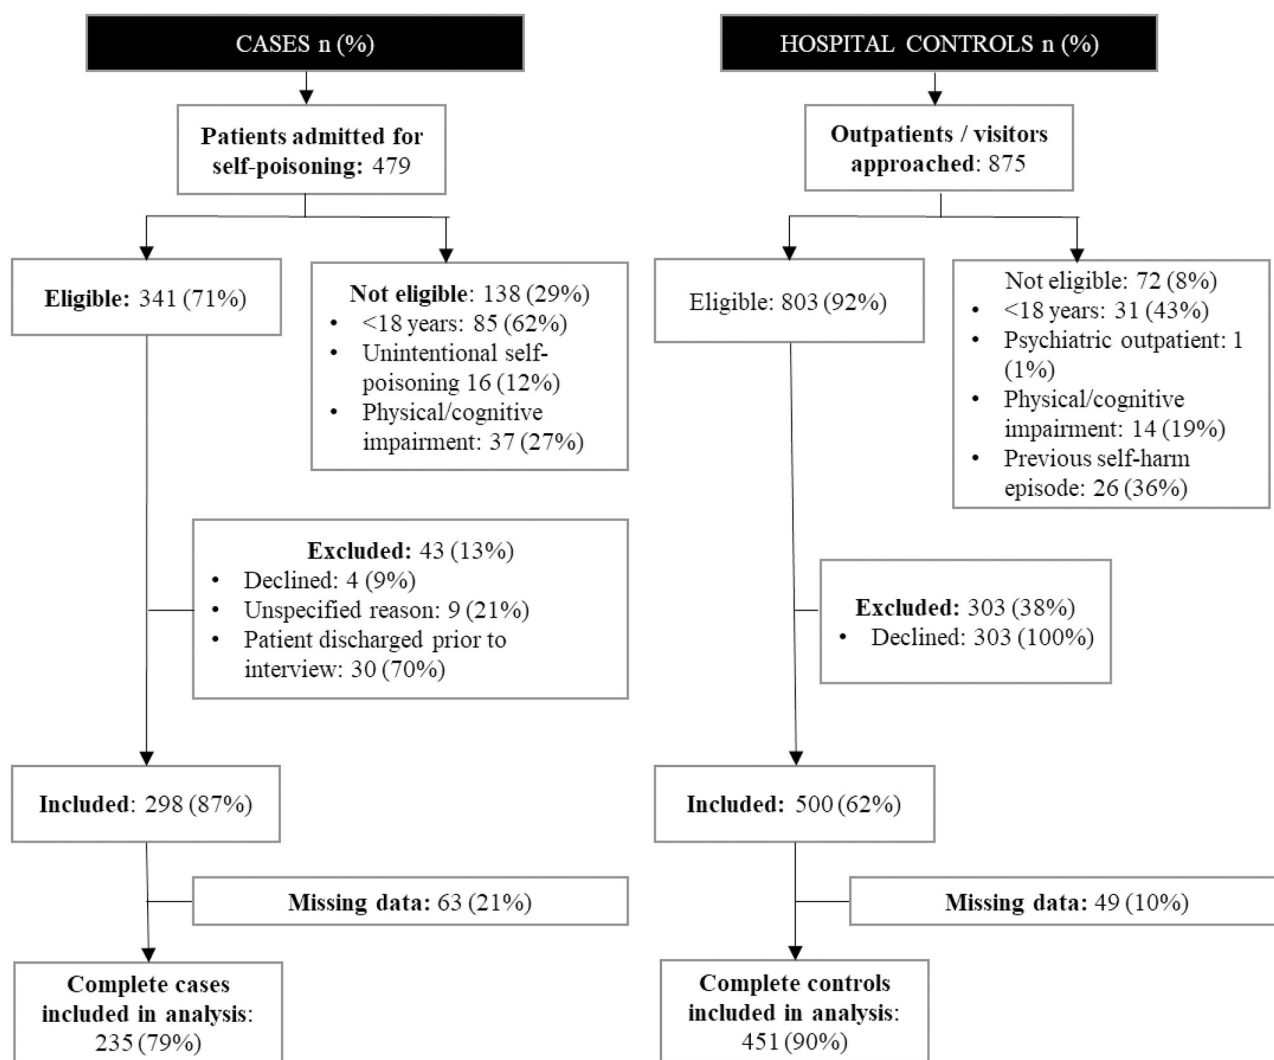 CASES n (%)
Patients admitted for
self-poisoning: 479
Eligible: 341 (71%)
Not eligible: 138 (29%)
• <18 years: 85 (62%)
• Unintentional self-
poisoning 16 (12%)
• Physical/cognitive
impairment: 37 (27%)
Excluded: 43 (13%)
• Declined: 4 (9%)
• Unspecified reason: 9 (21%)
• Patient discharged prior to
interview: 30 (70%)
Included: 298 (87%)
Missing data: 63 (21%)
Complete cases
included in analysis:
235 (79%)
HOSPITAL CONTROLS n (%)
Outpatients / visitors
approached: 875
Eligible: 803 (92%)
Not eligible: 72 (8%)
• <18 years: 31 (43%)
• Psychiatric outpatient: 1
(1%)
• Physical/cognitive
impairment: 14 (19%)
• Previous self-harm
episode: 26 (36%)
Excluded: 303 (38%)
• Declined: 303 (100%)
Included: 500 (62%)
Missing data: 49 (10%)
Complete controls
included in analysis:
451 (90%)